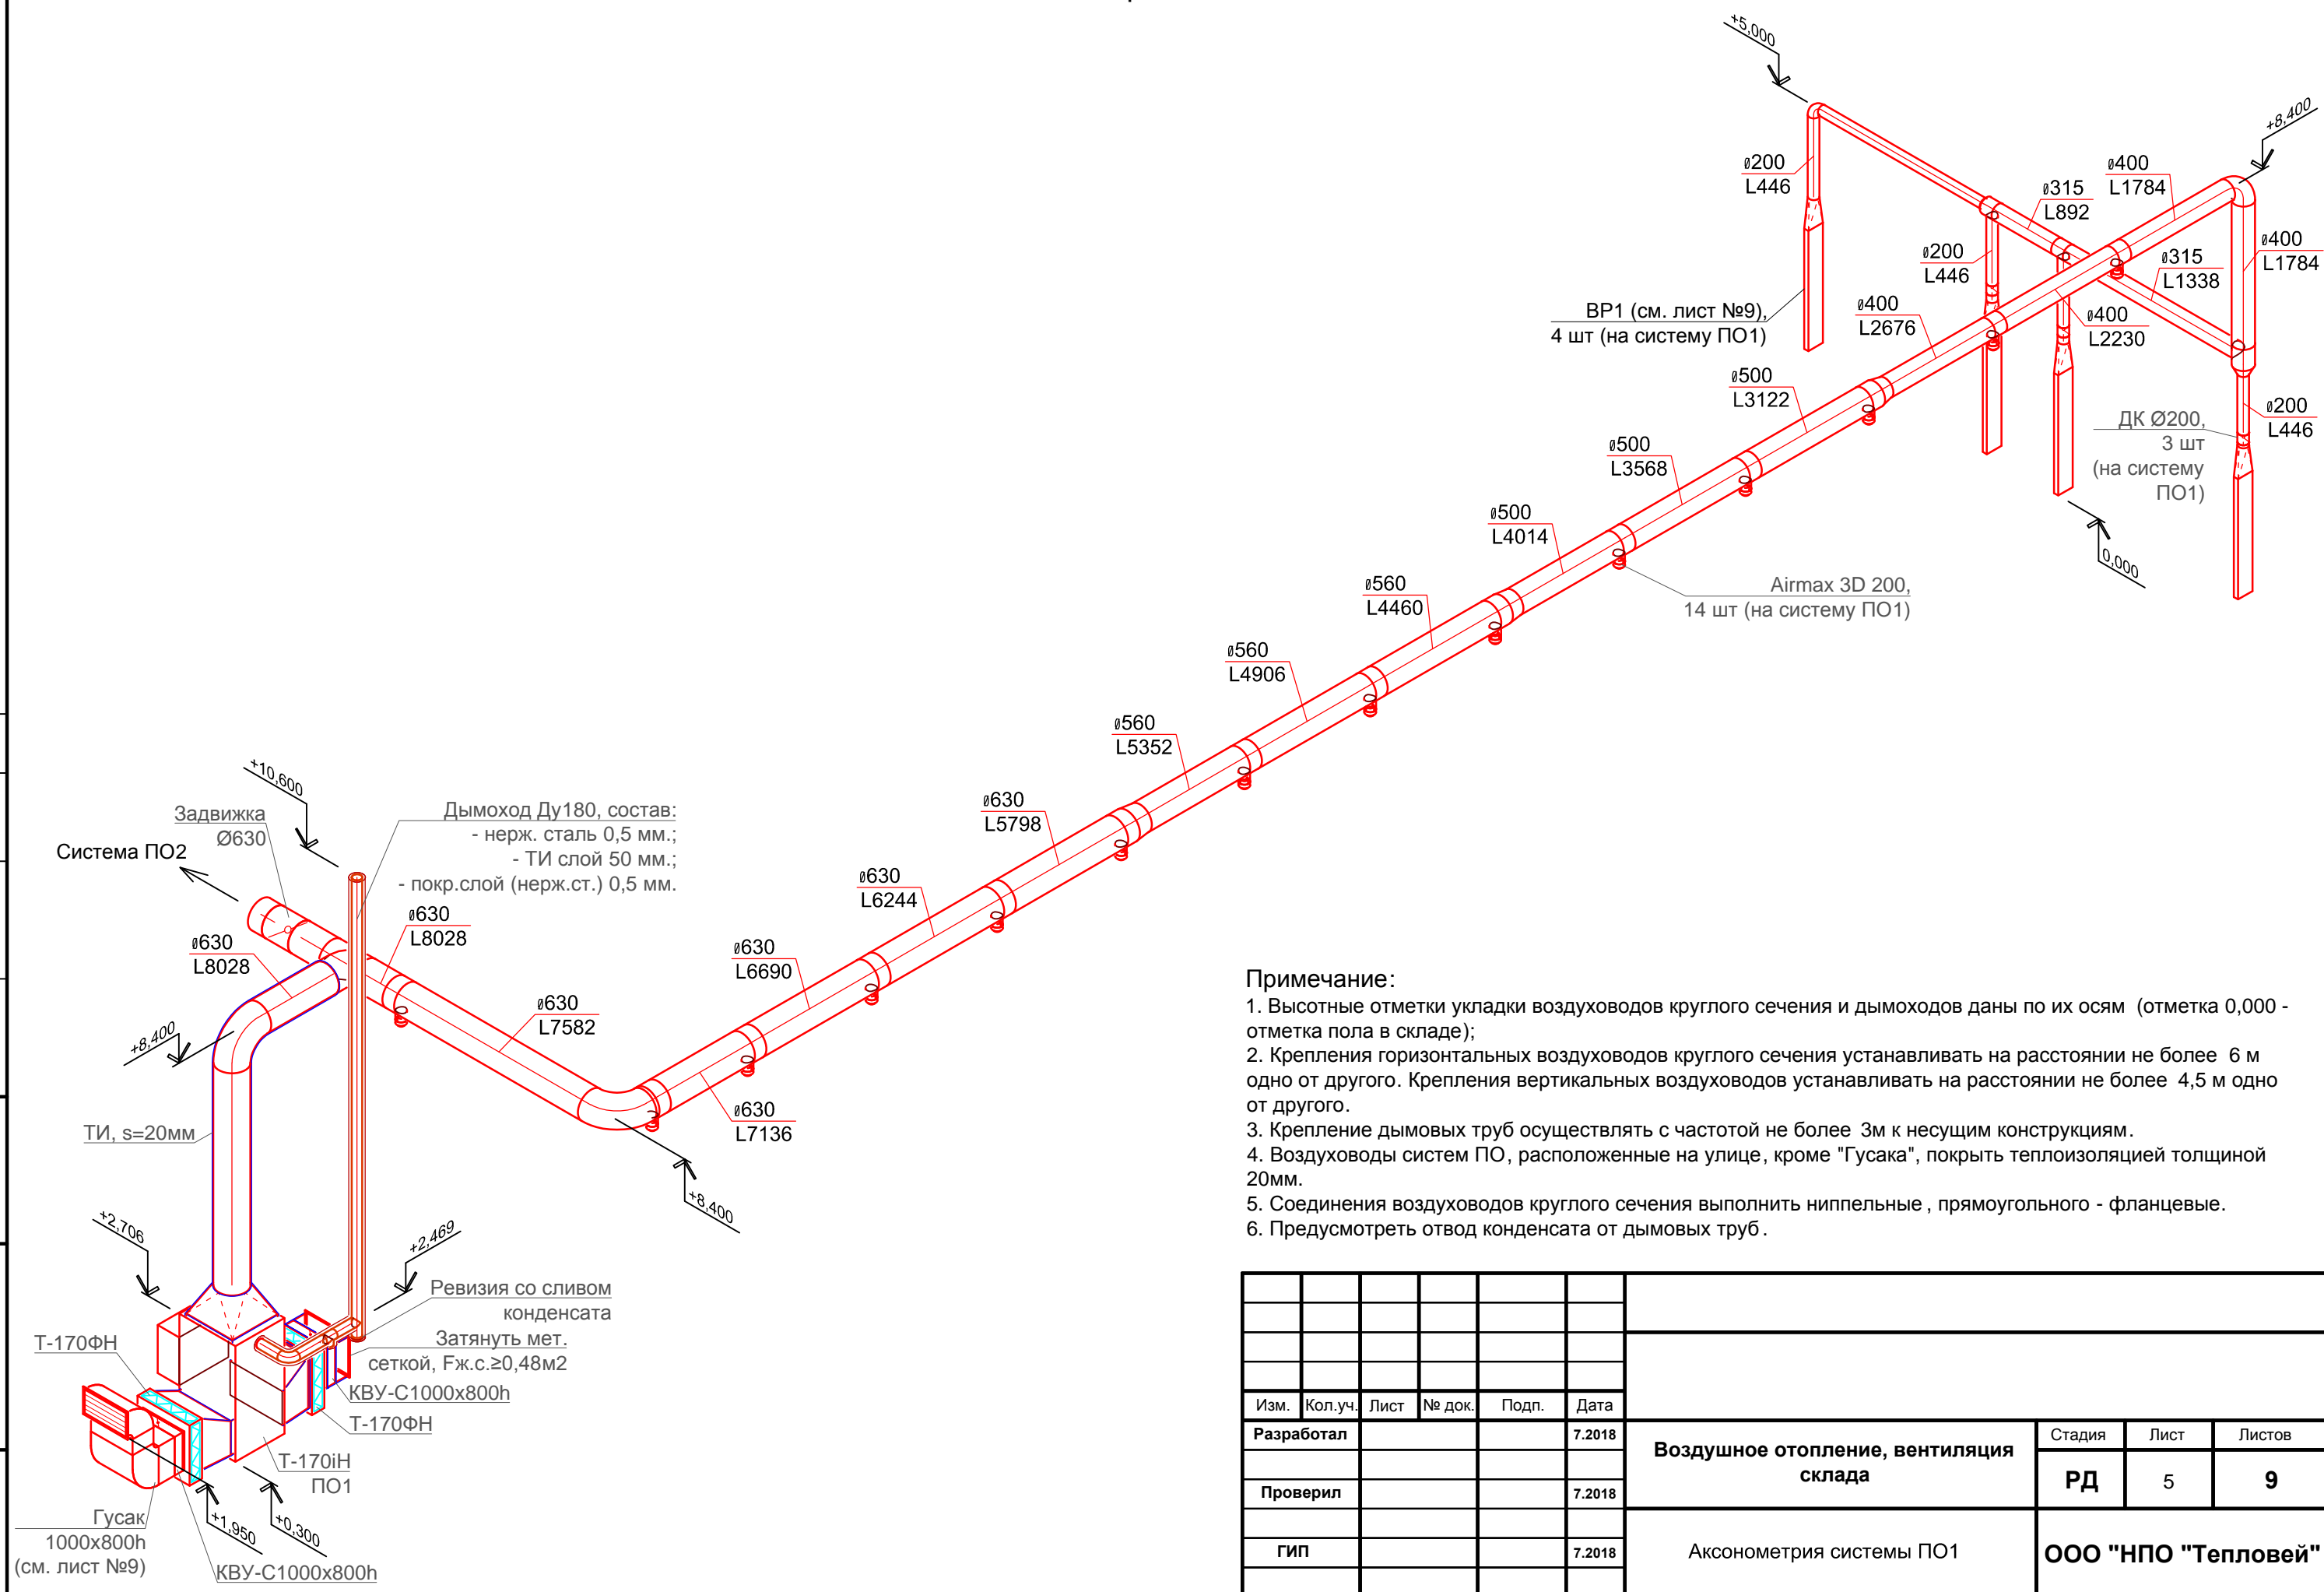 +5,000
+8,400
ø200
L446
ø315
L892
ø400
L1784
ø200
L446
ø315
L1338
ø400
L1784
ВР1 (см. лист №9),
4 шт (на систему ПО1)
ø400
L2676
ø400
L2230
ø500
L3122
ДК Ø200,
3 шт
(на систему
ПО1)
ø200
L446
ø500
L3568
ø500
L4014
0,000
Airmax 3D 200,
14 шт (на систему ПО1)
ø560
L4460
ø560
L4906
ø560
L5352
+10,600
Задвижка
Ø630
Система ПО2
Дымоход Ду180, состав:
- нерж. сталь 0,5 мм.;
- ТИ слой 50 мм.;
- покр.слой (нерж.ст.) 0,5 мм.
ø630
L5798
ø630
L6244
ø630
L8028
ø630
L8028
ø630
L6690
ø630
L7582
+8,400
ø630
L7136
ТИ, s=20мм
+8,400
+2,706
+2,469
Ревизия со сливом
конденсата
Затянуть мет.
сеткой, Fж.с.≥0,48м2
Т-170ФН
КВУ-С1000х800h
Т-170ФН
Т-170iН
ПО1
Гусак
1000х800h
(см. лист №9)
+1,950
+0,300
КВУ-С1000х800h
Примечание:
1. Высотные отметки укладки воздуховодов круглого сечения и дымоходов даны по их осям (отметка 0,000 -
отметка пола в складе);
2. Крепления горизонтальных воздуховодов круглого сечения устанавливать на расстоянии не более 6 м
одно от другого. Крепления вертикальных воздуховодов устанавливать на расстоянии не более 4,5 м одно
от другого.
3. Крепление дымовых труб осуществлять с частотой не более 3м к несущим конструкциям.
4. Воздуховоды систем ПО, расположенные на улице, кроме "Гусака", покрыть теплоизоляцией толщиной
20мм.
5. Соединения воздуховодов круглого сечения выполнить ниппельные, прямоугольного - фланцевые.
6. Предусмотреть отвод конденсата от дымовых труб.
Изм. Кол.уч. Лист № док. Подп. Дата
Разработал 7.2018
Проверил 7.2018
ГИП 7.2018
Воздушное отопление, вентиляция
склада
Стадия Лист Листов
РД 5 9
Аксонометрия системы ПО1
ООО "НПО "Тепловей"